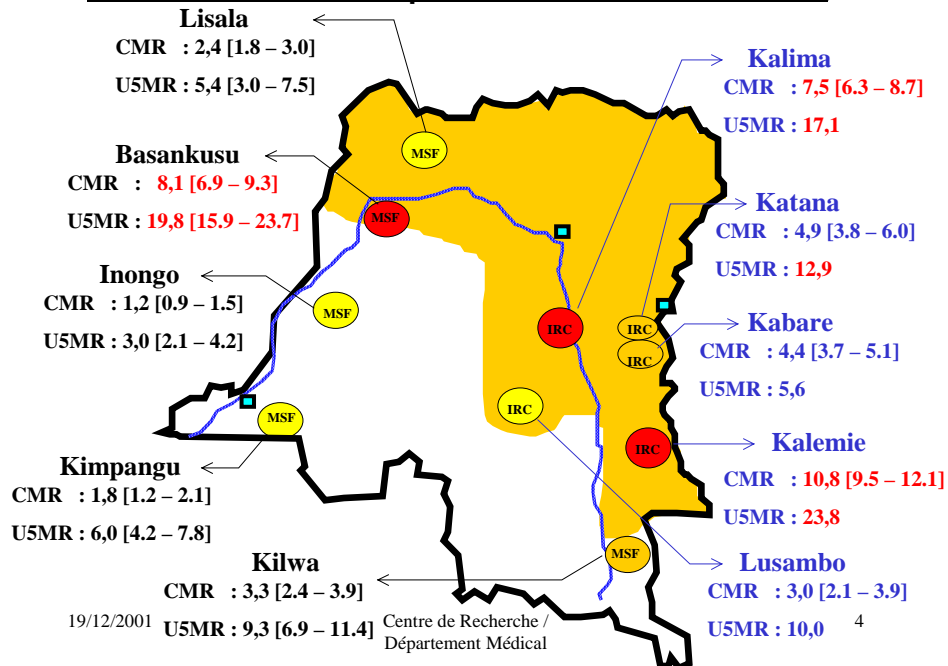 Lisala
CMR : 2,4 [1.8 – 3.0]
U5MR : 5,4 [3.0 – 7.5]
Kalima
CMR : 7,5 [6.3 – 8.7]
U5MR : 17,1
MSF
Basankusu
CMR : 8,1 [6.9 – 9.3]
U5MR : 19,8 [15.9 – 23.7]
MSF
Katana
CMR : 4,9 [3.8 – 6.0]
U5MR : 12,9
Inongo
CMR : 1,2 [0.9 – 1.5]
U5MR : 3,0 [2.1 – 4.2]
MSF
IRC
IRC
IRC
Kabare
CMR : 4,4 [3.7 – 5.1]
U5MR : 5,6
MSF
IRC
IRC
Kalemie
CMR : 10,8 [9.5 – 12.1]
U5MR : 23,8
Kimpangu
CMR : 1,8 [1.2 – 2.1]
U5MR : 6,0 [4.2 – 7.8]
Kilwa
CMR : 3,3 [2.4 – 3.9]
U5MR : 9,3 [6.9 – 11.4]
MSF
Lusambo
CMR : 3,0 [2.1 – 3.9]
U5MR : 10,0
19/12/2001
Centre de Recherche /
Département Médical
4